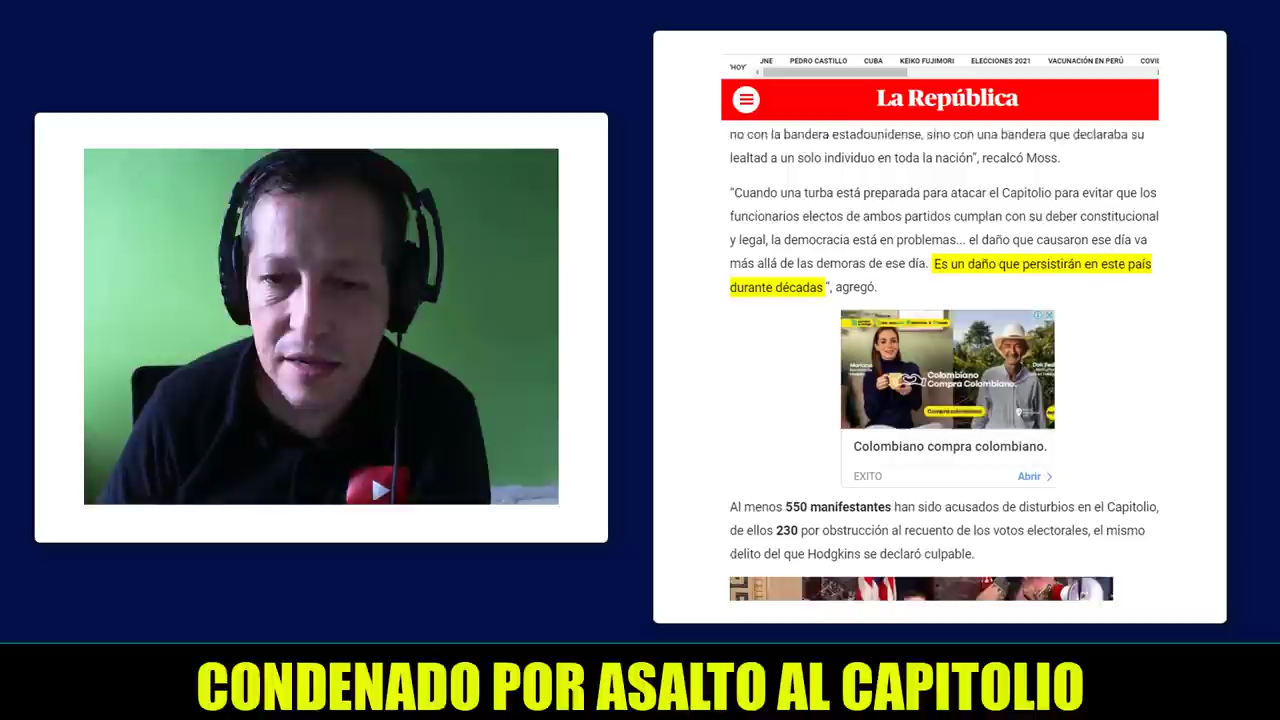 'HOY'
JNE
PEDRO CASTILLO
CUBA
KEIKO FUJIMORI
ELECCIONES 2021
VACUNACIÓN EN PERÚ
La República
no con la bandera estadounidense, sino con una bandera que declaraba su
lealtad a un solo individuo en toda la nación", recalcó Moss.
"Cuando una turba está preparada para atacar el Capitolio para evitar que los
funcionarios electos de ambos partidos cumplan con su deber constitucional
y legal, la democracia está en problemas... el daño que causaron ese día va
más allá de las demoras de ese día. Es un daño que persistirán en este país
durante décadas", agregó.
Colombiano
Compra Colombiano.
Compra colombiano
Colombiano compra colombiano.
EXITO
Abrir
Al menos 550 manifestantes han sido acusados de disturbios en el Capitolio,
de ellos 230 por obstrucción al recuento de los votos electorales, el mismo
delito del que Hodgkins se declaró culpable.
CONDENADO POR ASALTO AL CAPITOLIO